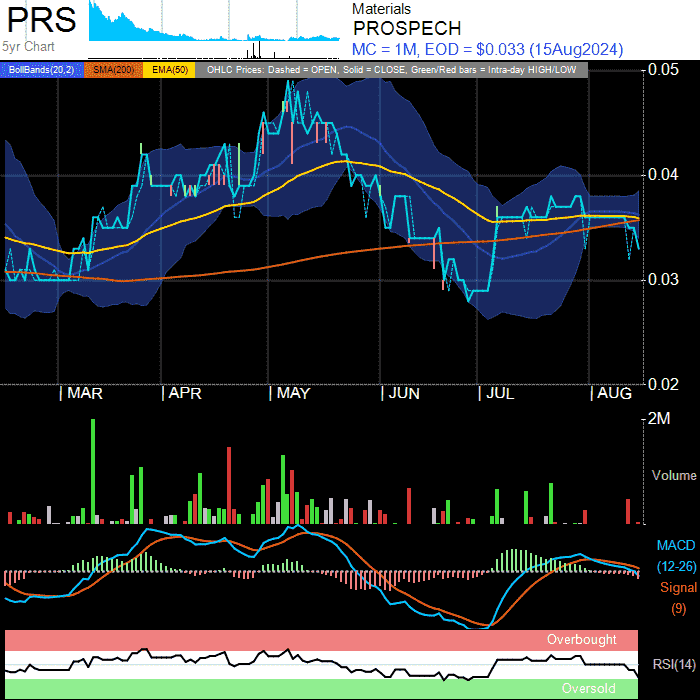 PRS
5yr Chart
Materials
PROSPECH
MC = 1M, EOD = $0.033 (15Aug2024)
BollBands(20,2) SMA(200) EMA(50) OHLC Prices: Dashed = OPEN, Solid = CLOSE, Green/Red bars = Intra-day HIGH/LOW
0.05
0.04
0.03
0.02
MAR APR MAY JUN JUL AUG
2M
Volume
MACD
(12-26)
Signal
(9)
Overbought
RSI(14)
Oversold